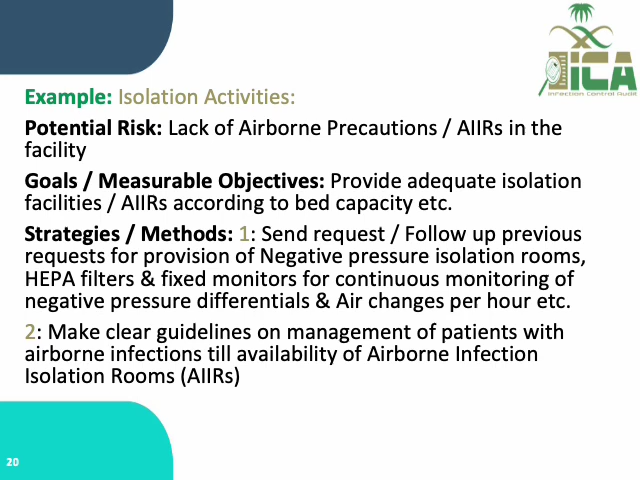 iCA
Infection Control Audit
Example: Isolation Activities:
Potential Risk: Lack of Airborne Precautions / AIIRs in the
facility
Goals / Measurable Objectives: Provide adequate isolation
facilities / AIIRs according to bed capacity etc.
Strategies / Methods: 1: Send request / Follow up previous
requests for provision of Negative pressure isolation rooms,
HEPA filters & fixed monitors for continuous monitoring of
negative pressure differentials & Air changes per hour etc.
2: Make clear guidelines on management of patients with
airborne infections till availability of Airborne Infection
Isolation Rooms (AIIRs)
20